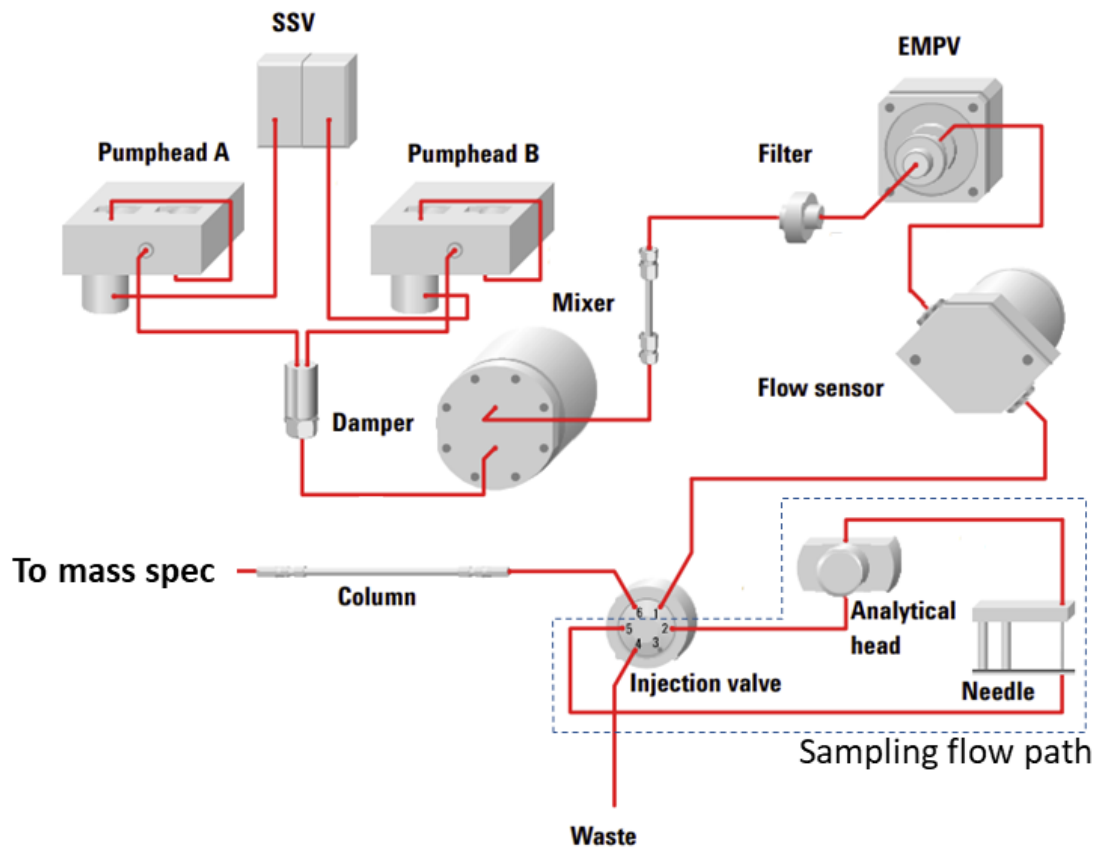 SSV
EMPV
Pumphead A
Pumphead B
Filter
Mixer
Flow sensor
Damper
To mass spec
Column
6 1
5 2
4 3
Analytical
head
Injection valve
Needle
Sampling flow path
Waste